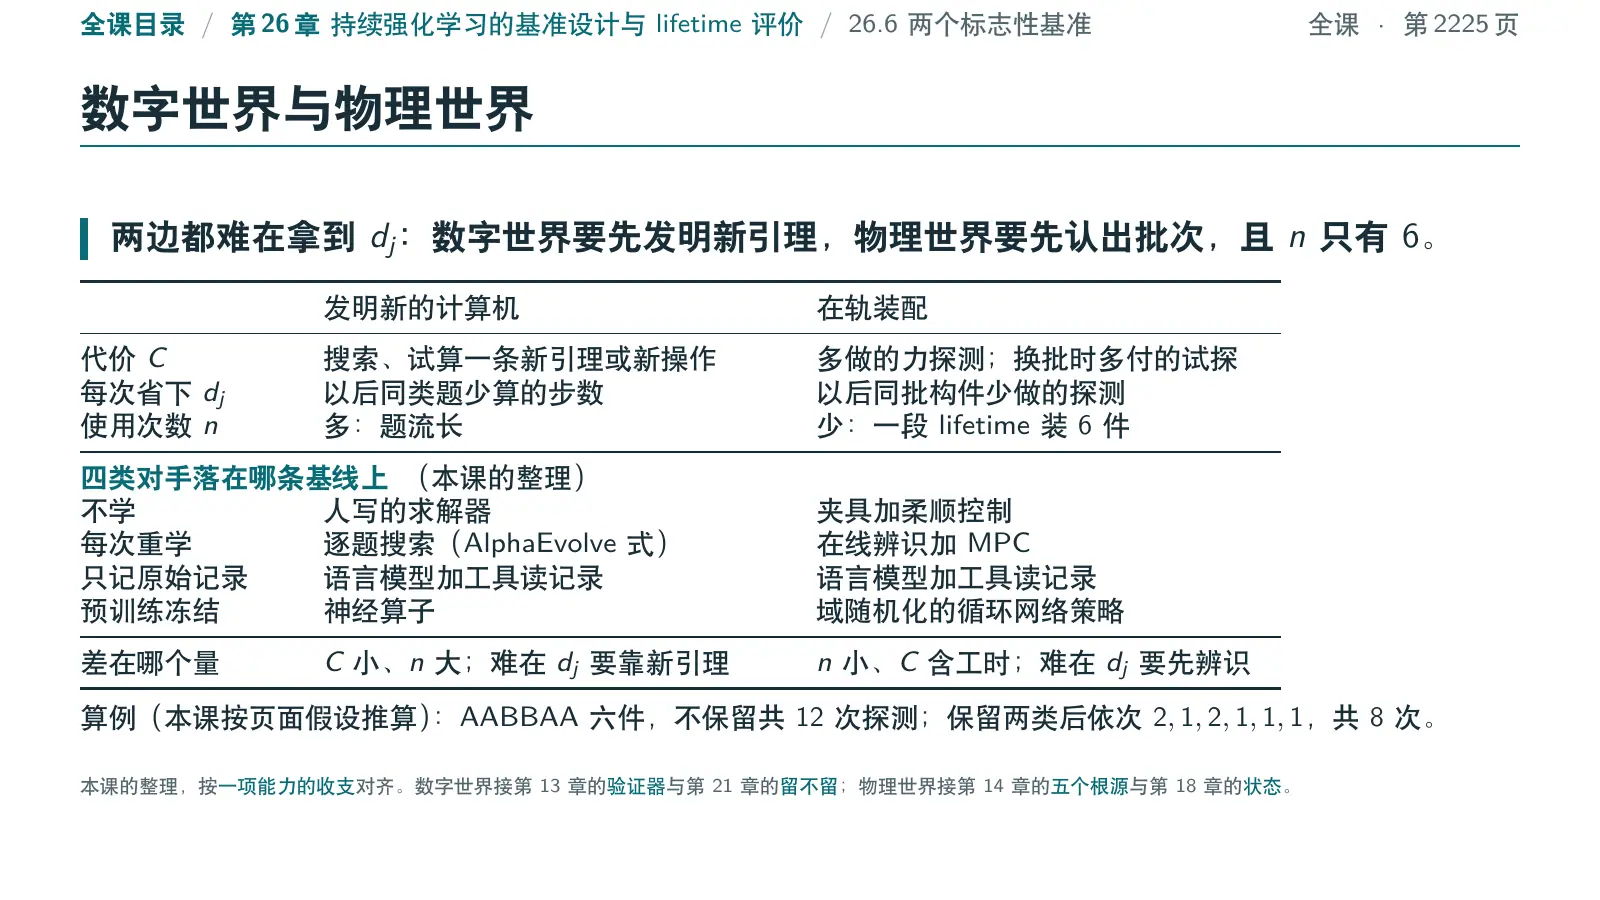 全课目录 / 第 26 章 持续强化学习的基准设计与 lifetime 评价 / 26.6 两个标志性基准 全课 · 第 2225 页
数字世界与物理世界
两边都难在拿到 dj：数字世界要先发明新引理，物理世界要先认出批次，且 n 只有 6。
发明新的计算机 在轨装配
代价 C 搜索、试算一条新引理或新操作 多做的力探测；换批时多付的试探
每次省下 dj 以后同类题少算的步数 以后同批构件少做的探测
使用次数 n 多：题流长 少：一段 lifetime 装 6 件
四类对手落在哪条基线上 （本课的整理）
不学 人写的求解器 夹具加柔顺控制
每次重学 逐题搜索（AlphaEvolve 式） 在线辨识加 MPC
只记原始记录 语言模型加工具读记录 语言模型加工具读记录
预训练冻结 神经算子 域随机化的循环网络策略
差在哪个量 C 小、n 大；难在 dj 要靠新引理 n 小、C 含工时；难在 dj 要先辨识
算例（本课按页面假设推算）：AABBAA 六件，不保留共 12 次探测；保留两类后依次 2, 1, 2, 1, 1, 1，共 8 次。
本课的整理，按一项能力的收支对齐。数字世界接第 13 章的验证器与第 21 章的留不留；物理世界接第 14 章的五个根源与第 18 章的状态。